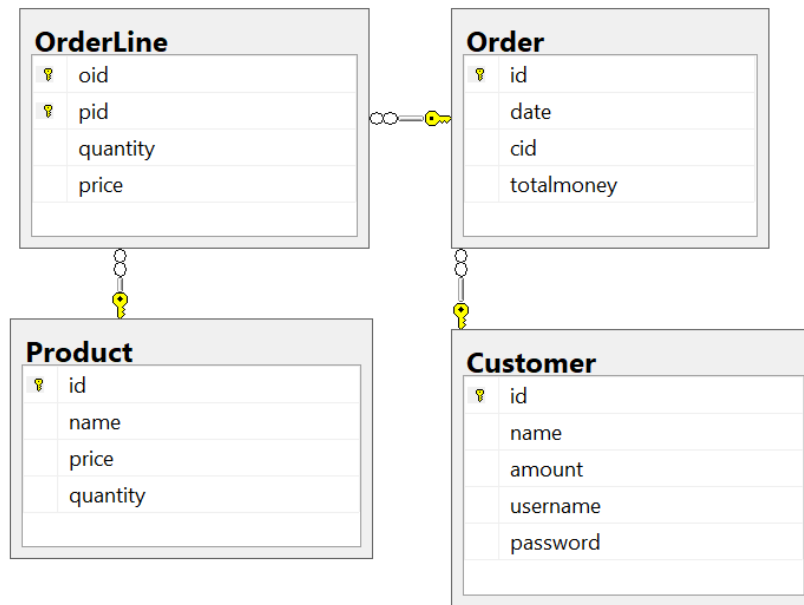 OrderLine
oid
pid
quantity
price
Order
id
date
cid
totalmoney
Product
id
name
price
quantity
Customer
id
name
amount
username
password